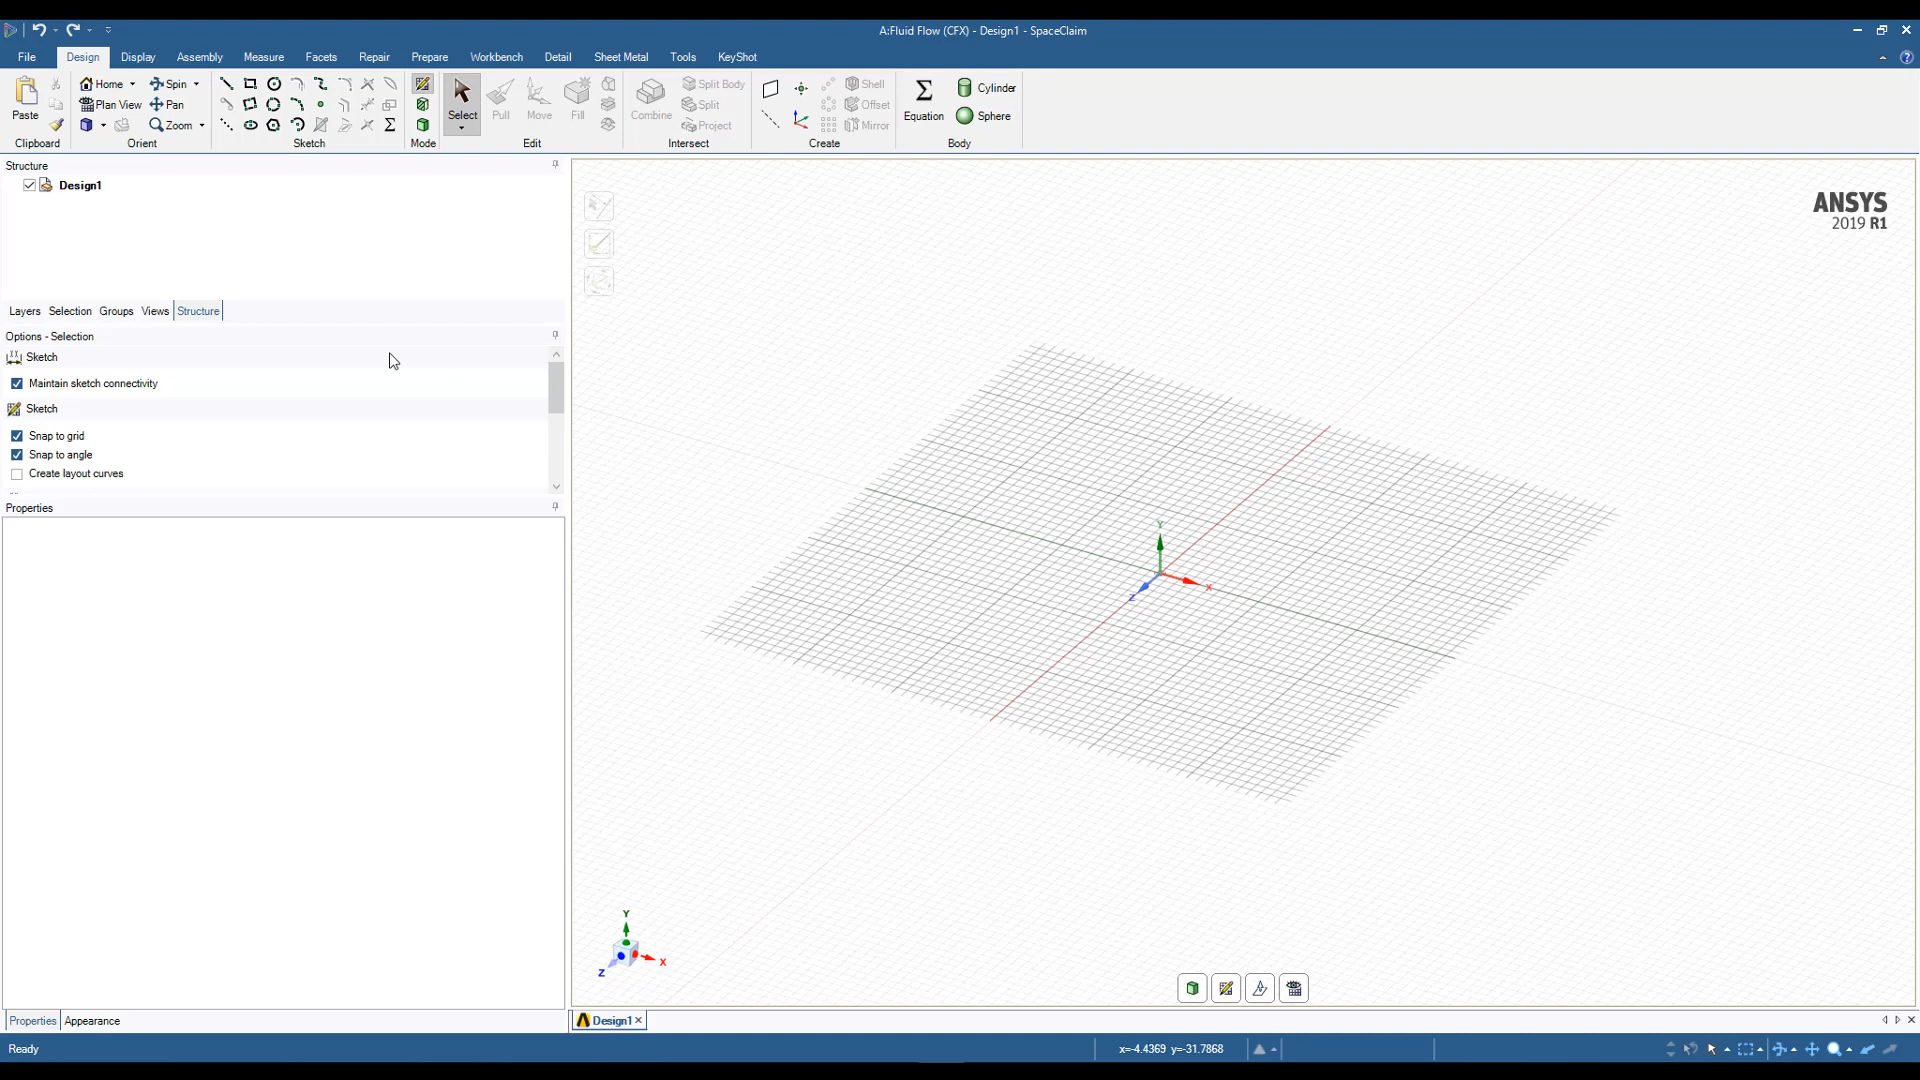 A:Fluid Flow (CFX) - Design1 - SpaceClaim
File Design Display Assembly Measure Facets Repair Prepare Workbench Detail Sheet Metal Tools KeyShot
Paste
Clipboard
Home Spin
Plan View Pan
Zoom
Orient
Sketch
Mode
Select Pull Move Fill
Edit
Combine
Split Body
Split
Project
Intersect
Shell
Offset
Mirror
Create
Equation
Cylinder
Sphere
Body
Structure
Design1
Layers Selection Groups Views Structure
Options - Selection
Sketch
Maintain sketch connectivity
Sketch
Snap to grid
Snap to angle
Create layout curves
Properties
Properties Appearance
ANSYS
2019 R1
Y
X
Z
Y
X
Z
Design1
Ready
x=-4.4369 y=-31.7868